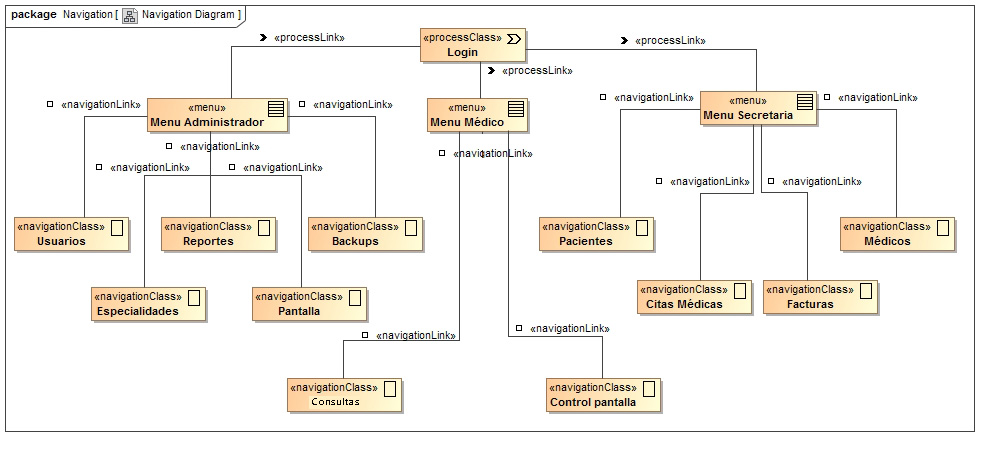 package Navigation [ Navigation Diagram ]
«processLink»
«processClass»
Login
«processLink»
«processLink»
«navigationLink»
«menu»
Menu Administrador
«navigationLink»
«menu»
Menu Médico
«navigationLink»
«menu»
Menu Secretaria
«navigationLink»
«navigationLink»
«navigationLink»
«navigationLink»
«navigationLink»
«navigationLink»
«navigationLink»
«navigationClass»
Usuarios
«navigationClass»
Reportes
«navigationClass»
Backups
«navigationClass»
Pacientes
«navigationClass»
Médicos
«navigationClass»
Especialidades
«navigationClass»
Pantalla
«navigationClass»
Citas Médicas
«navigationClass»
Facturas
«navigationLink»
«navigationLink»
«navigationClass»
Consultas
«navigationClass»
Control pantalla